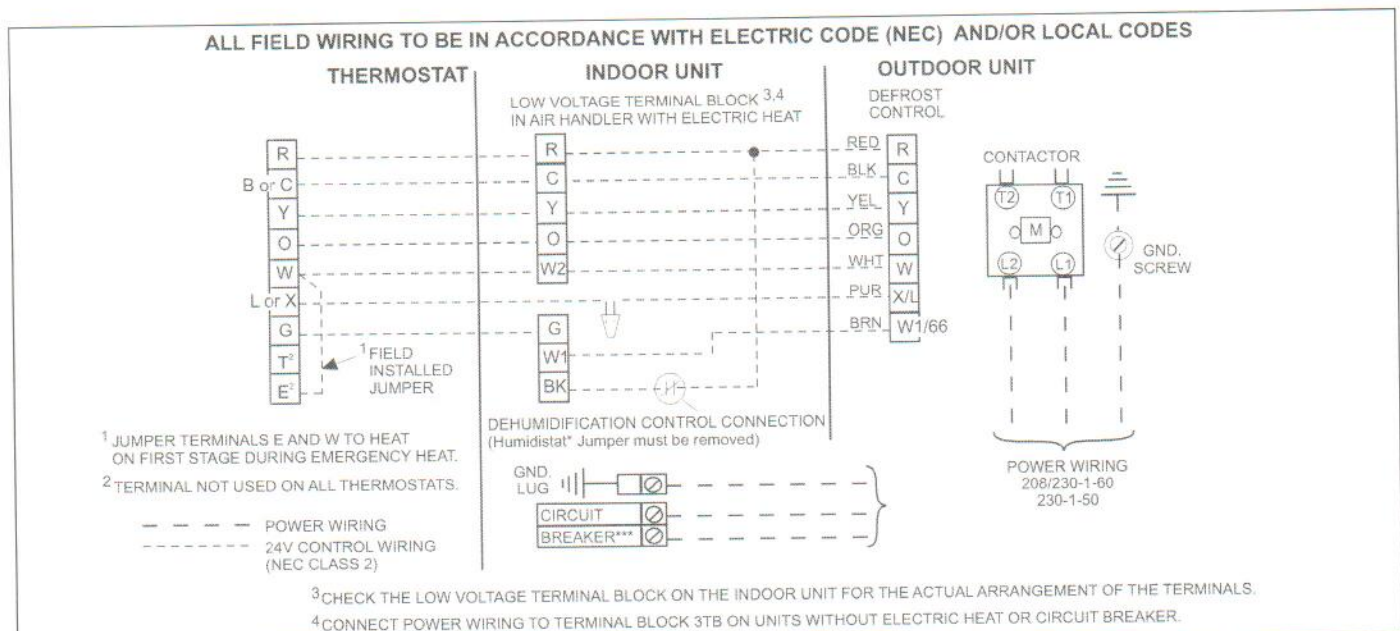 ALL FIELD WIRING TO BE IN ACCORDANCE WITH ELECTRIC CODE (NEC) AND/OR LOCAL CODES
THERMOSTAT
INDOOR UNIT
OUTDOOR UNIT
LOW VOLTAGE TERMINAL BLOCK 3,4
IN AIR HANDLER WITH ELECTRIC HEAT
DEFROST
CONTROL
R
B or C
Y
O
W
L or X
G
T2
E2
1 FIELD
INSTALLED
JUMPER
R
C
Y
O
W2
G
W1
BK
RED R
BLK C
YEL Y
ORG O
WHT W
PUR X/L
BRN W1/66
CONTACTOR
T2 T1
M
L2 L1
GND.
SCREW
DEHUMIDIFICATION CONTROL CONNECTION
(Humidistat* Jumper must be removed)
1 JUMPER TERMINALS E AND W TO HEAT
ON FIRST STAGE DURING EMERGENCY HEAT.
2 TERMINAL NOT USED ON ALL THERMOSTATS.
POWER WIRING
24V CONTROL WIRING
(NEC CLASS 2)
GND.
LUG
CIRCUIT
BREAKER***
POWER WIRING
208/230-1-60
230-1-50
3 CHECK THE LOW VOLTAGE TERMINAL BLOCK ON THE INDOOR UNIT FOR THE ACTUAL ARRANGEMENT OF THE TERMINALS.
4 CONNECT POWER WIRING TO TERMINAL BLOCK 3TB ON UNITS WITHOUT ELECTRIC HEAT OR CIRCUIT BREAKER.